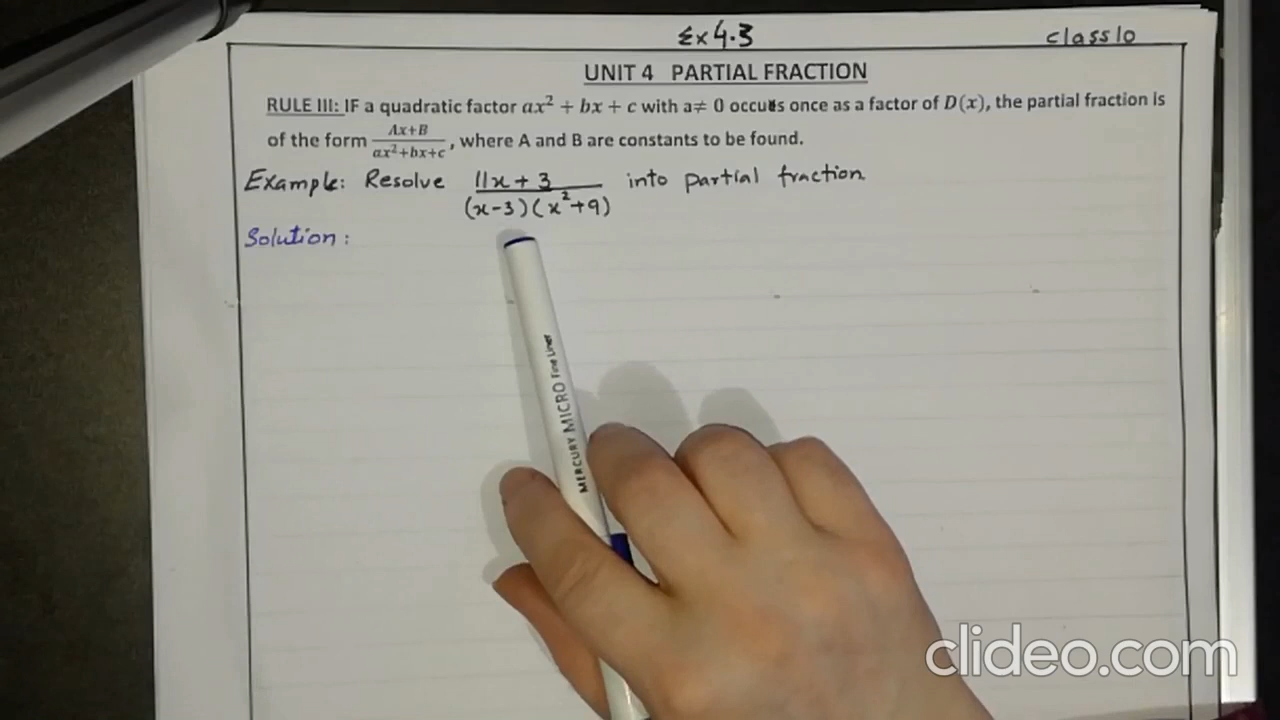 Ex 4.3
class 10
UNIT 4 PARTIAL FRACTION
RULE III: IF a quadratic factor ax² + bx + c with a≠ 0 occurs once as a factor of D(x), the partial fraction is
of the form Ax+B/ax²+bx+c, where A and B are constants to be found.
Example: Resolve 11x + 3/(x-3)(x²+9) into partial fraction
Solution:
MERCURY MICRO Fine Liner
clideo.com